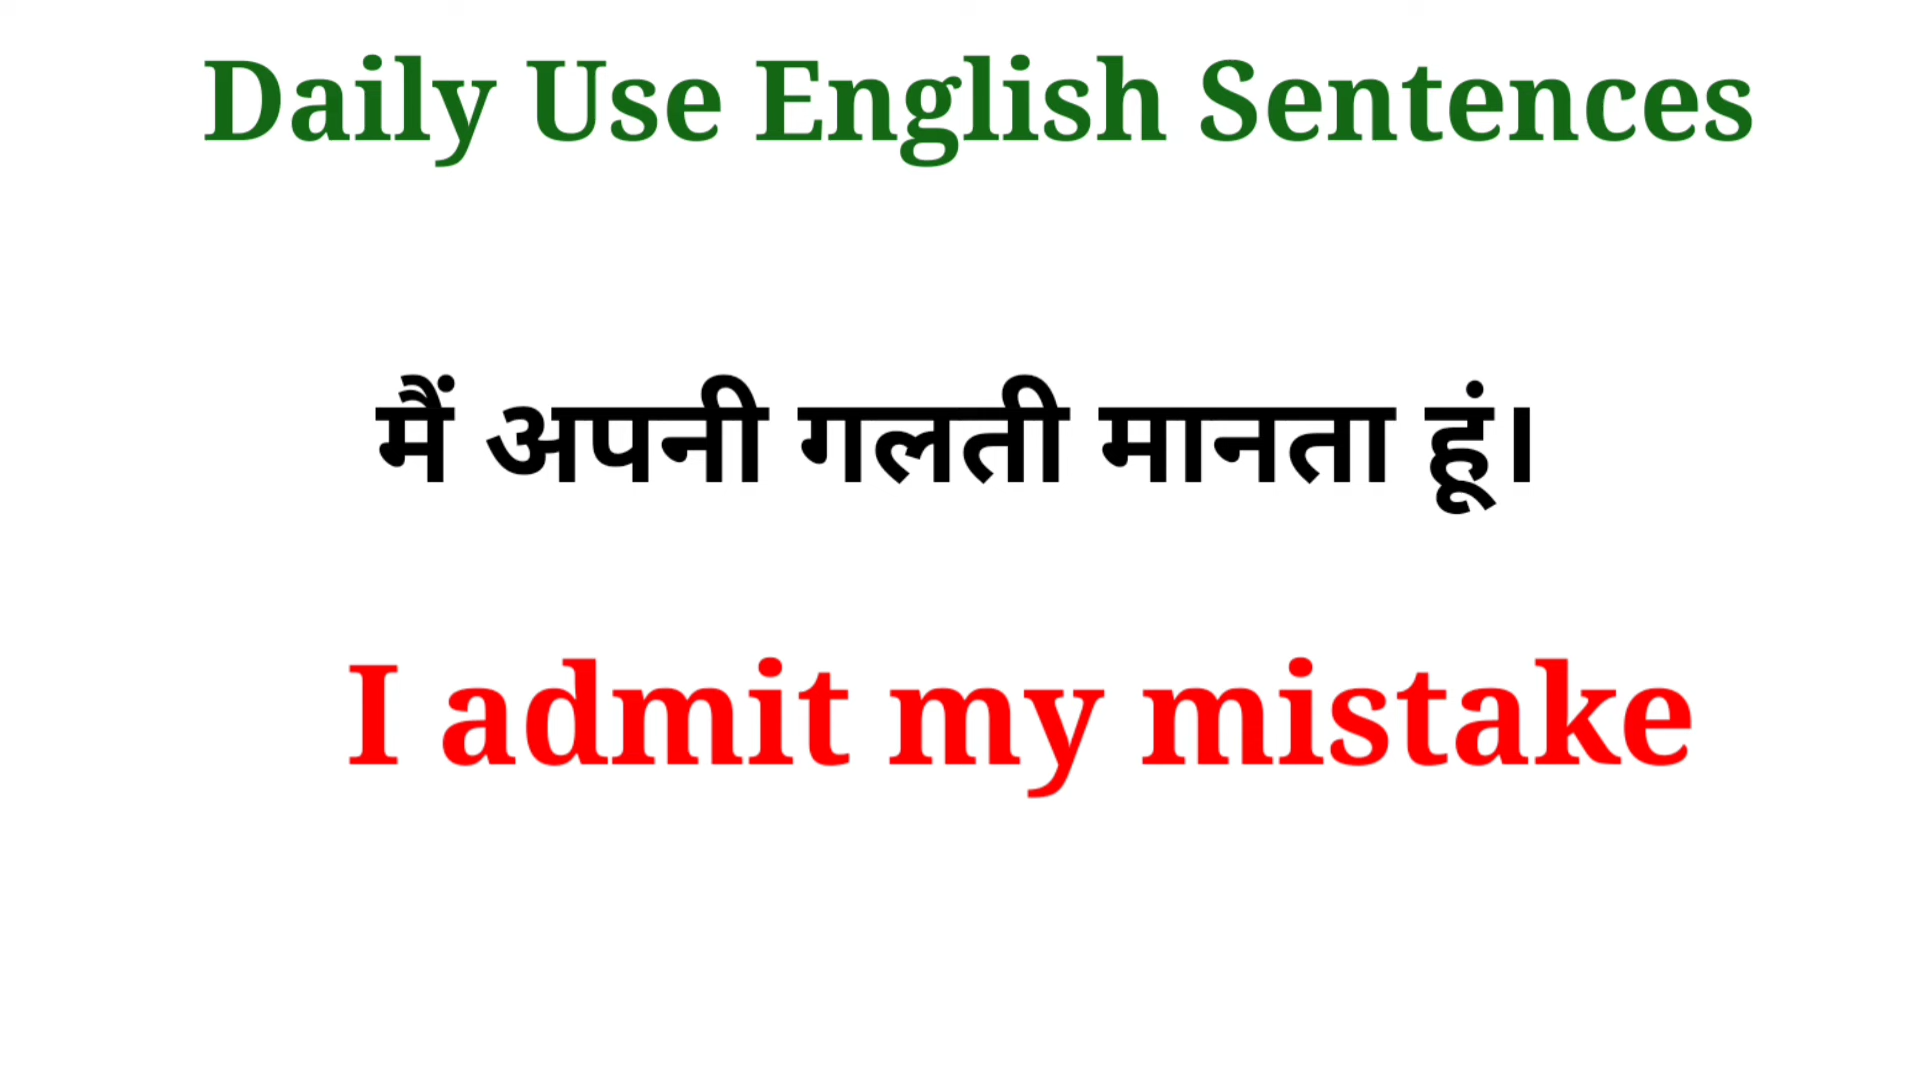 Daily Use English Sentences
मैं अपनी गलती मानता हूं।
I admit my mistake